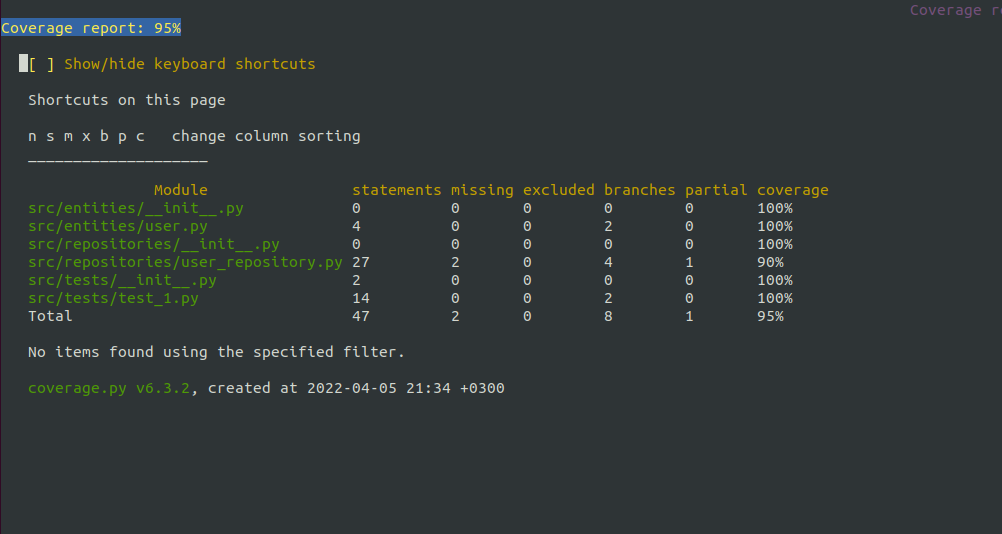 Coverage re
Coverage report: 95%
[ ] Show/hide keyboard shortcuts
Shortcuts on this page
n s m x b p c   change column sorting
____________________
Module statements missing excluded branches partial coverage
src/entities/__init__.py 0 0 0 0 0 100%
src/entities/user.py 4 0 0 2 0 100%
src/repositories/__init__.py 0 0 0 0 0 100%
src/repositories/user_repository.py 27 2 0 4 1 90%
src/tests/__init__.py 2 0 0 0 0 100%
src/tests/test_1.py 14 0 0 2 0 100%
Total 47 2 0 8 1 95%
No items found using the specified filter.
coverage.py v6.3.2, created at 2022-04-05 21:34 +0300